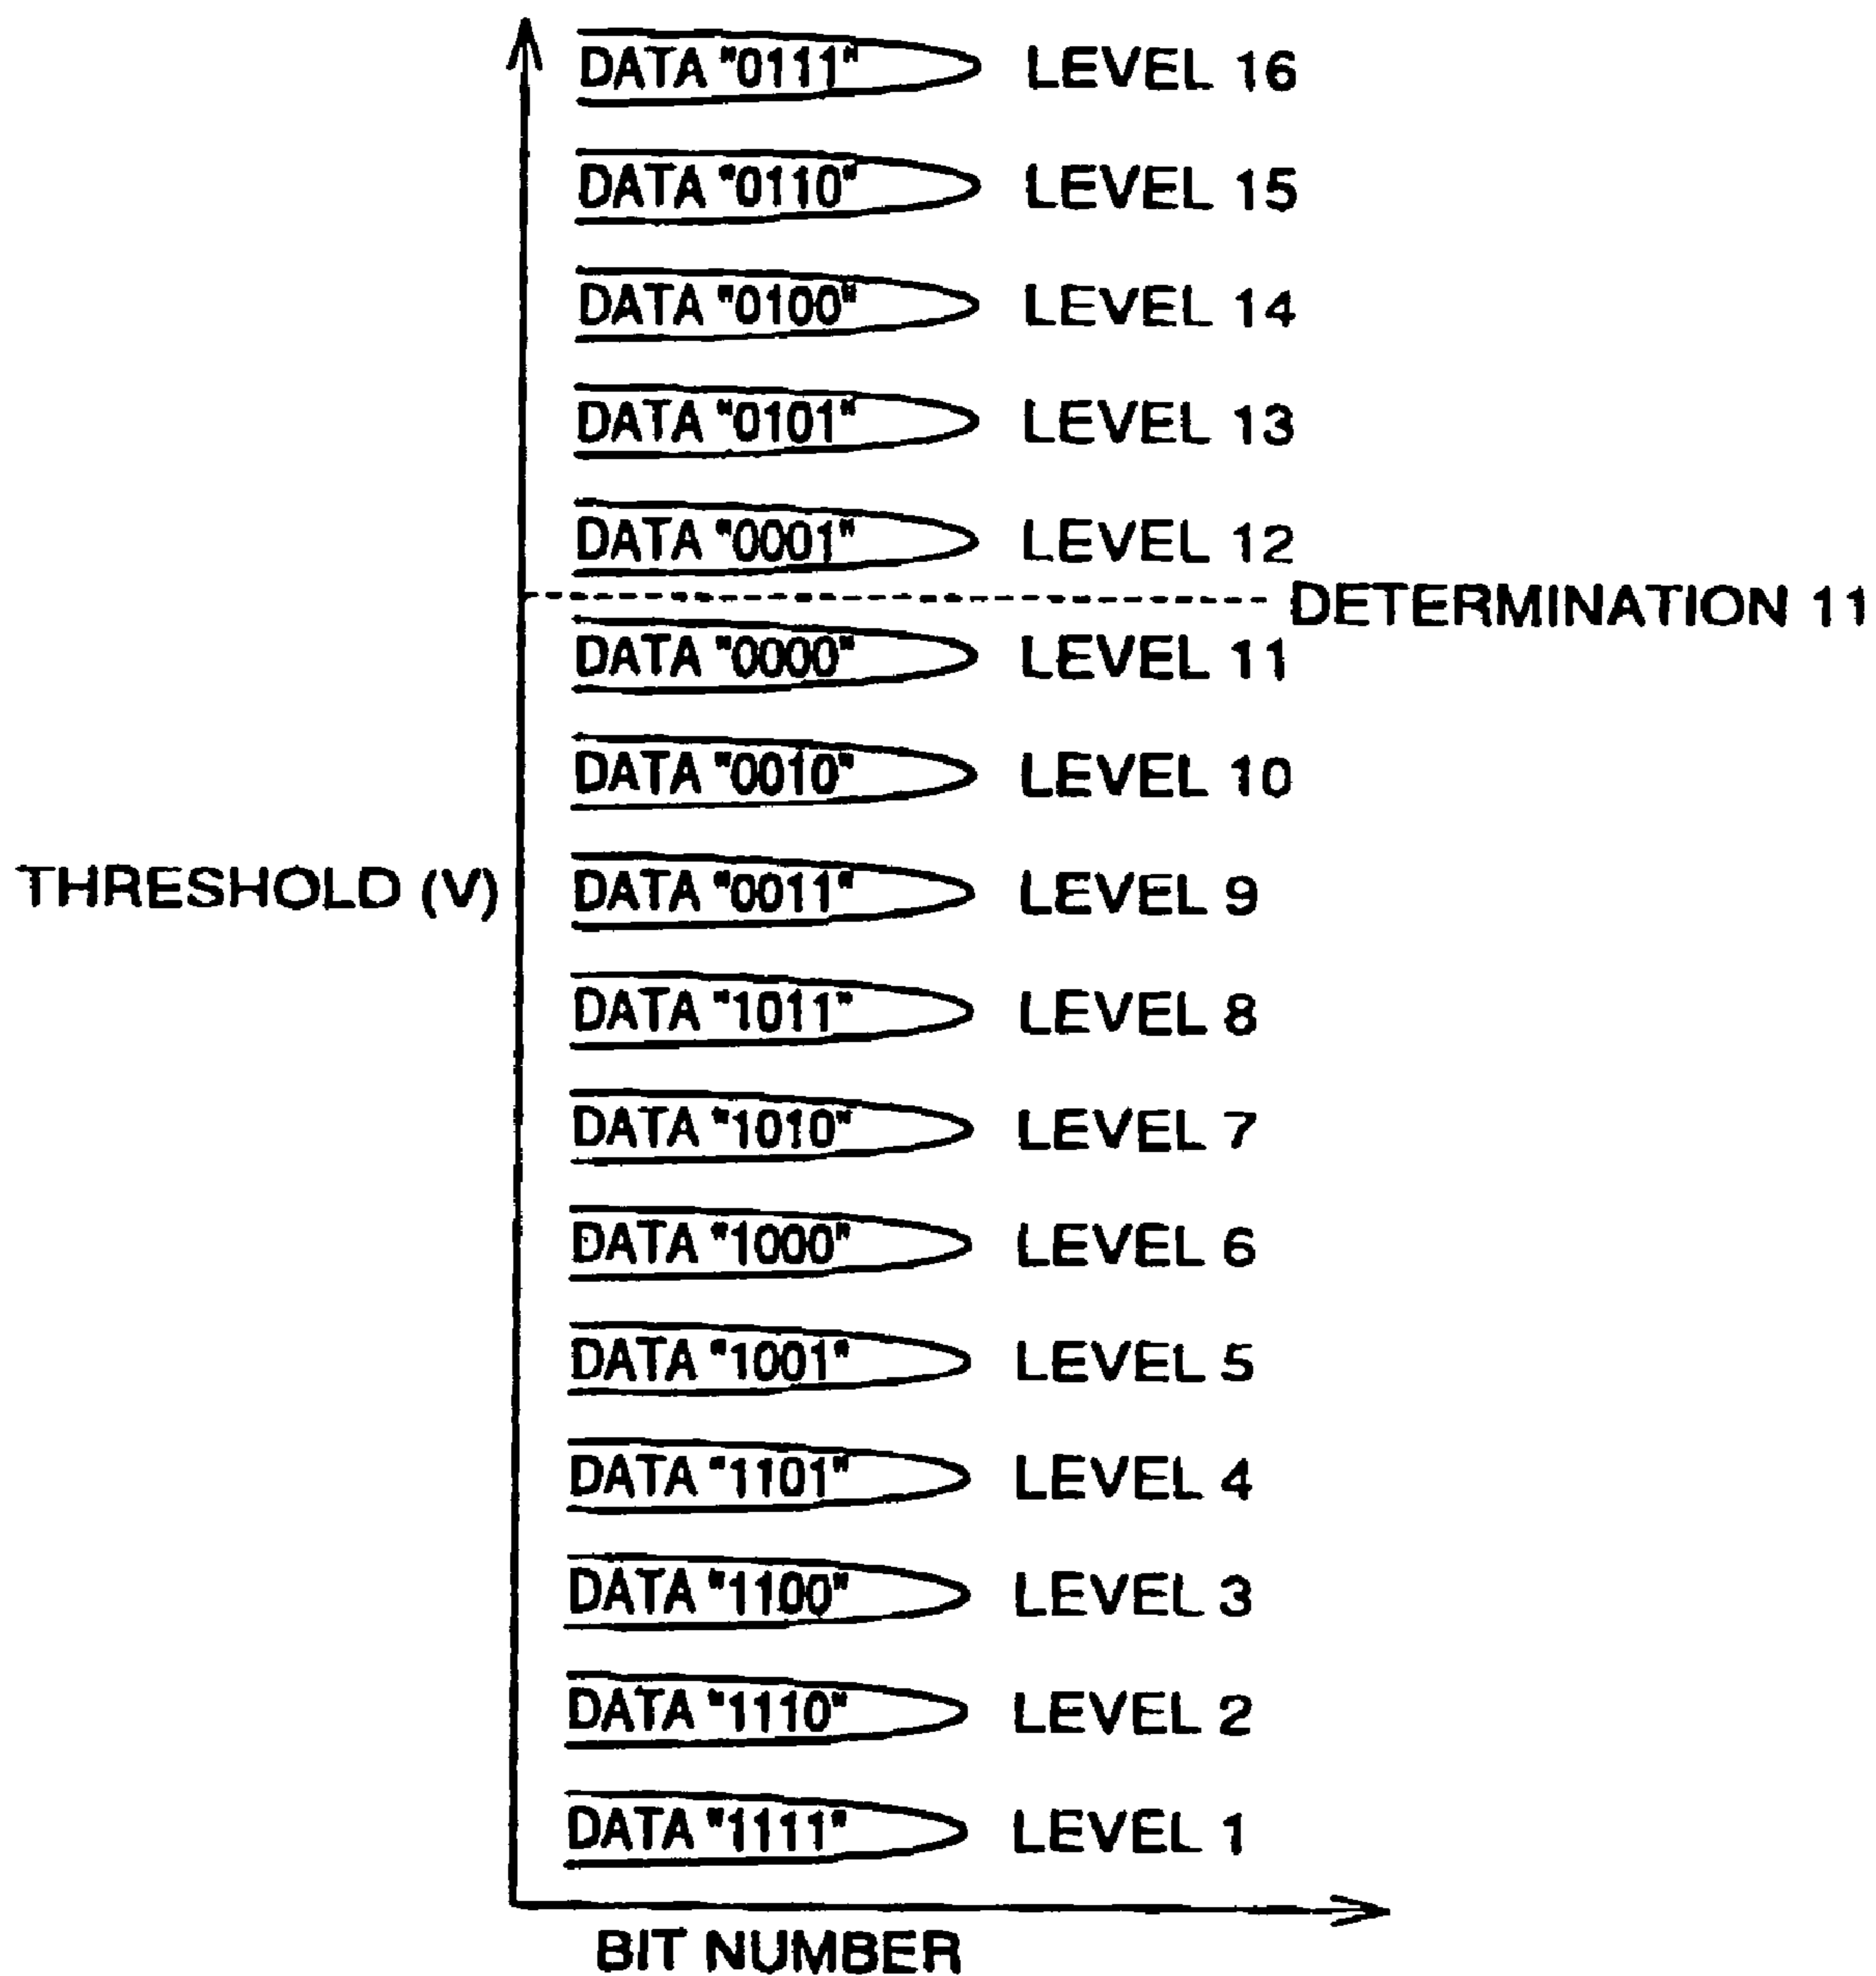 DATA "0111" LEVEL 16
DATA "0110" LEVEL 15
DATA "0100" LEVEL 14
DATA "0101" LEVEL 13
DATA "0001" LEVEL 12
DETERMINATION 11
DATA "0000" LEVEL 11
DATA "0010" LEVEL 10
THRESHOLD (V)
DATA "0011" LEVEL 9
DATA "1011" LEVEL 8
DATA "1010" LEVEL 7
DATA "1000" LEVEL 6
DATA "1001" LEVEL 5
DATA "1101" LEVEL 4
DATA "1100" LEVEL 3
DATA "1110" LEVEL 2
DATA "1111" LEVEL 1
BIT NUMBER